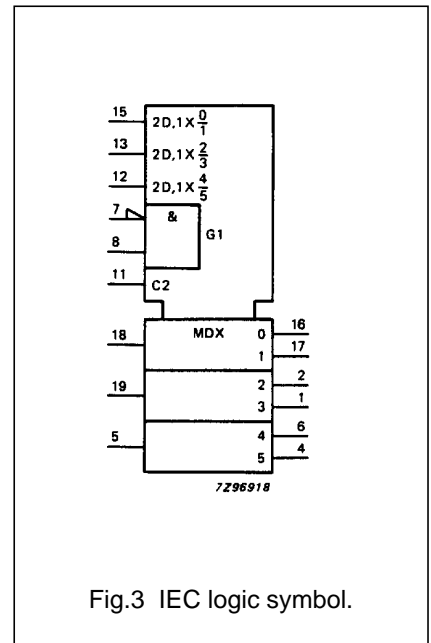 15 2D,1X 0/1
13 2D,1X 2/3
12 2D,1X 4/5
7 &
G1
8
11 C2
MDX 0 16
18 1 17
2 2
19 3 1
4 6
5 5 4
7Z96918
Fig.3 IEC logic symbol.